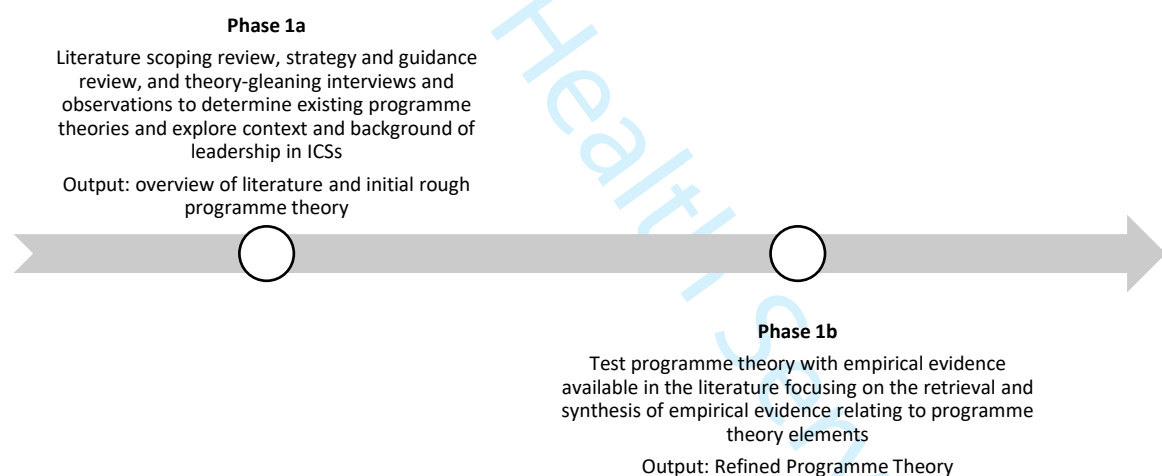 Phase 1a
Literature scoping review, strategy and guidance
review, and theory-gleaning interviews and
observations to determine existing programme
theories and explore context and background of
leadership in ICSs
Output: overview of literature and initial rough
programme theory
Phase 1b
Test programme theory with empirical evidence
available in the literature focusing on the retrieval and
synthesis of empirical evidence relating to programme
theory elements
Output: Refined Programme Theory
Health Ser